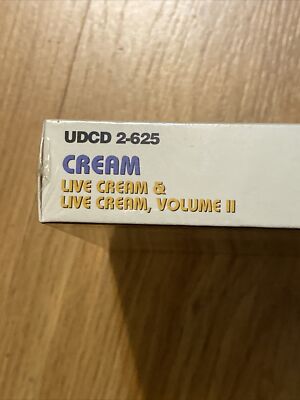 UDCD 2-625
CREAM
LIVE CREAM &
LIVE CREAM, VOLUME II